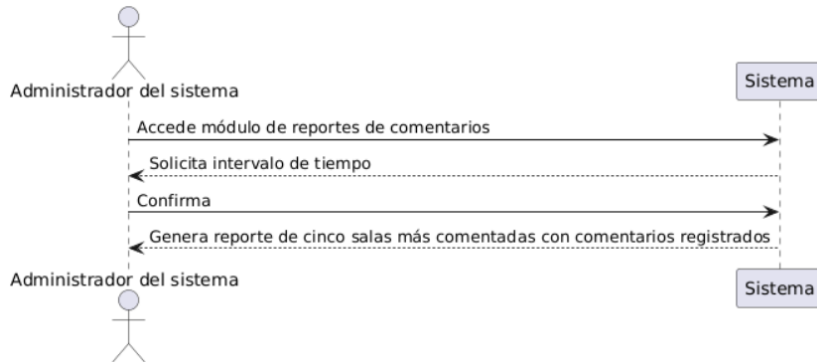 Administrador del sistema
Sistema
Accede módulo de reportes de comentarios
Solicita intervalo de tiempo
Confirma
Genera reporte de cinco salas más comentadas con comentarios registrados
Administrador del sistema
Sistema